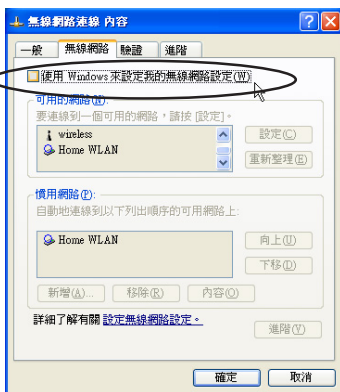 無線網路連線 內容
一般 無線網路 驗證 進階
使用 Windows 來設定我的無線網路設定(W)
可用的網路(N):
要連線到一個可用的網路，請按 [設定]。
wireless
Home WLAN
設定(C)
重新整理(E)
慣用網路(P):
自動地連線到以下列出順序的可用網路上:
Home WLAN
向上(U)
下移(D)
新增(A)... 移除(R) 內容(O)
詳細了解有關 設定無線網路設定。
進階(V)
確定 取消